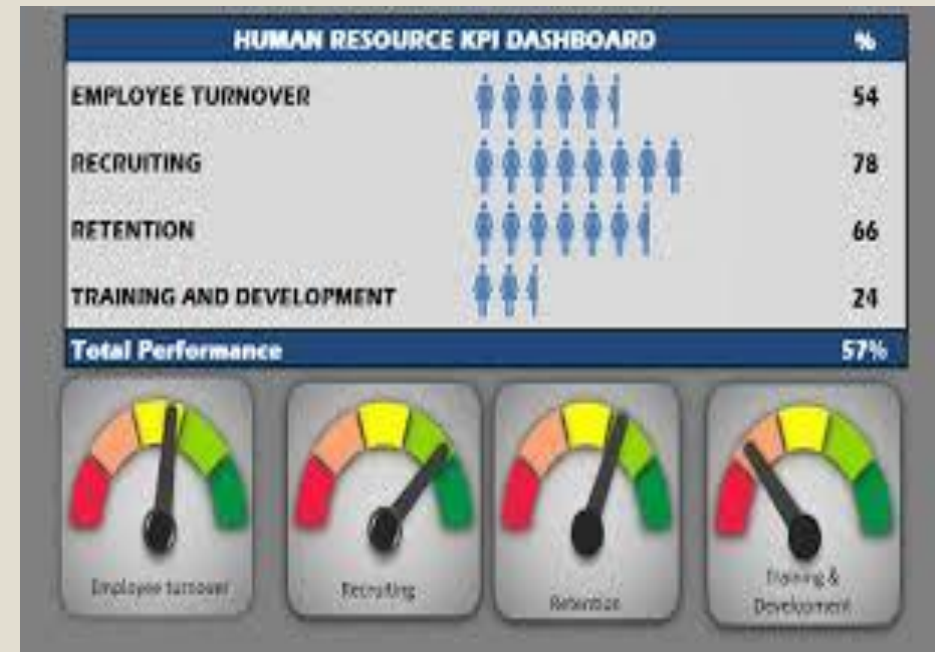 HUMAN RESOURCE KPI DASHBOARD %
EMPLOYEE TURNOVER 54
RECRUITING 78
RETENTION 66
TRAINING AND DEVELOPMENT 24
Total Performance 57%
Employee turnover
Recruiting
Retention
Training &
Development